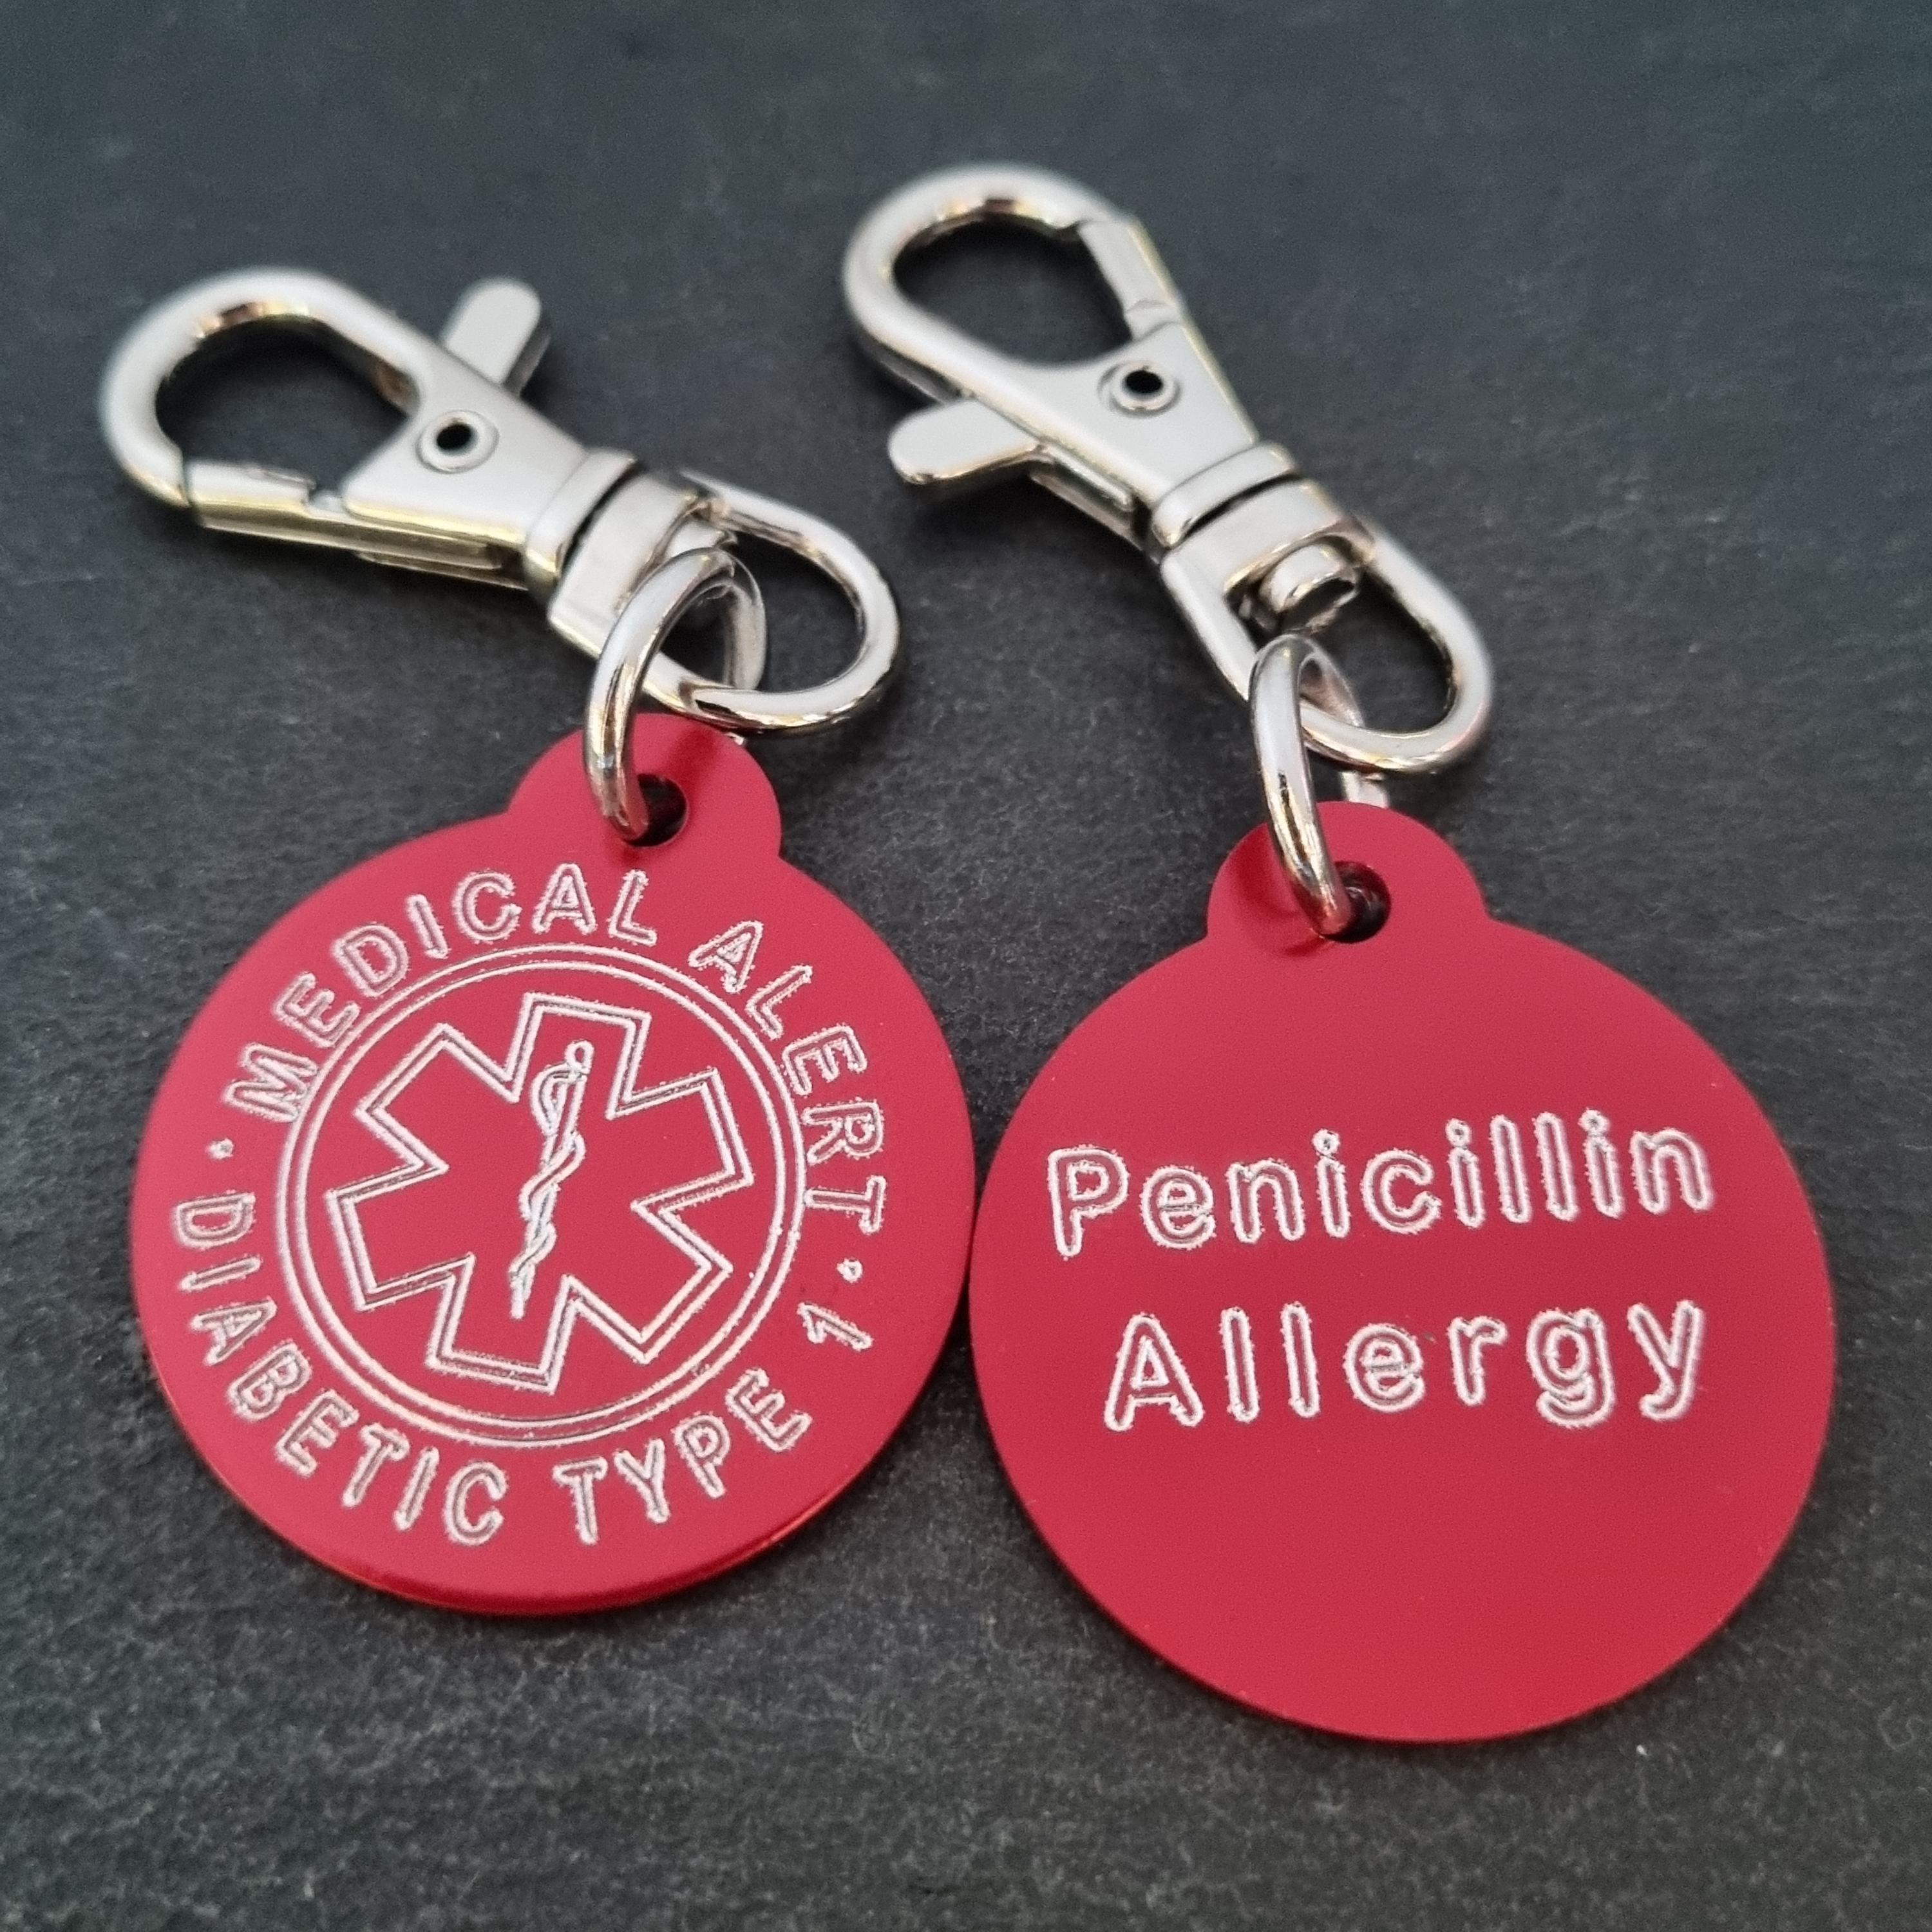 · MEDICAL ALERT ·
DIABETIC TYPE 1
Penicillin
Allergy